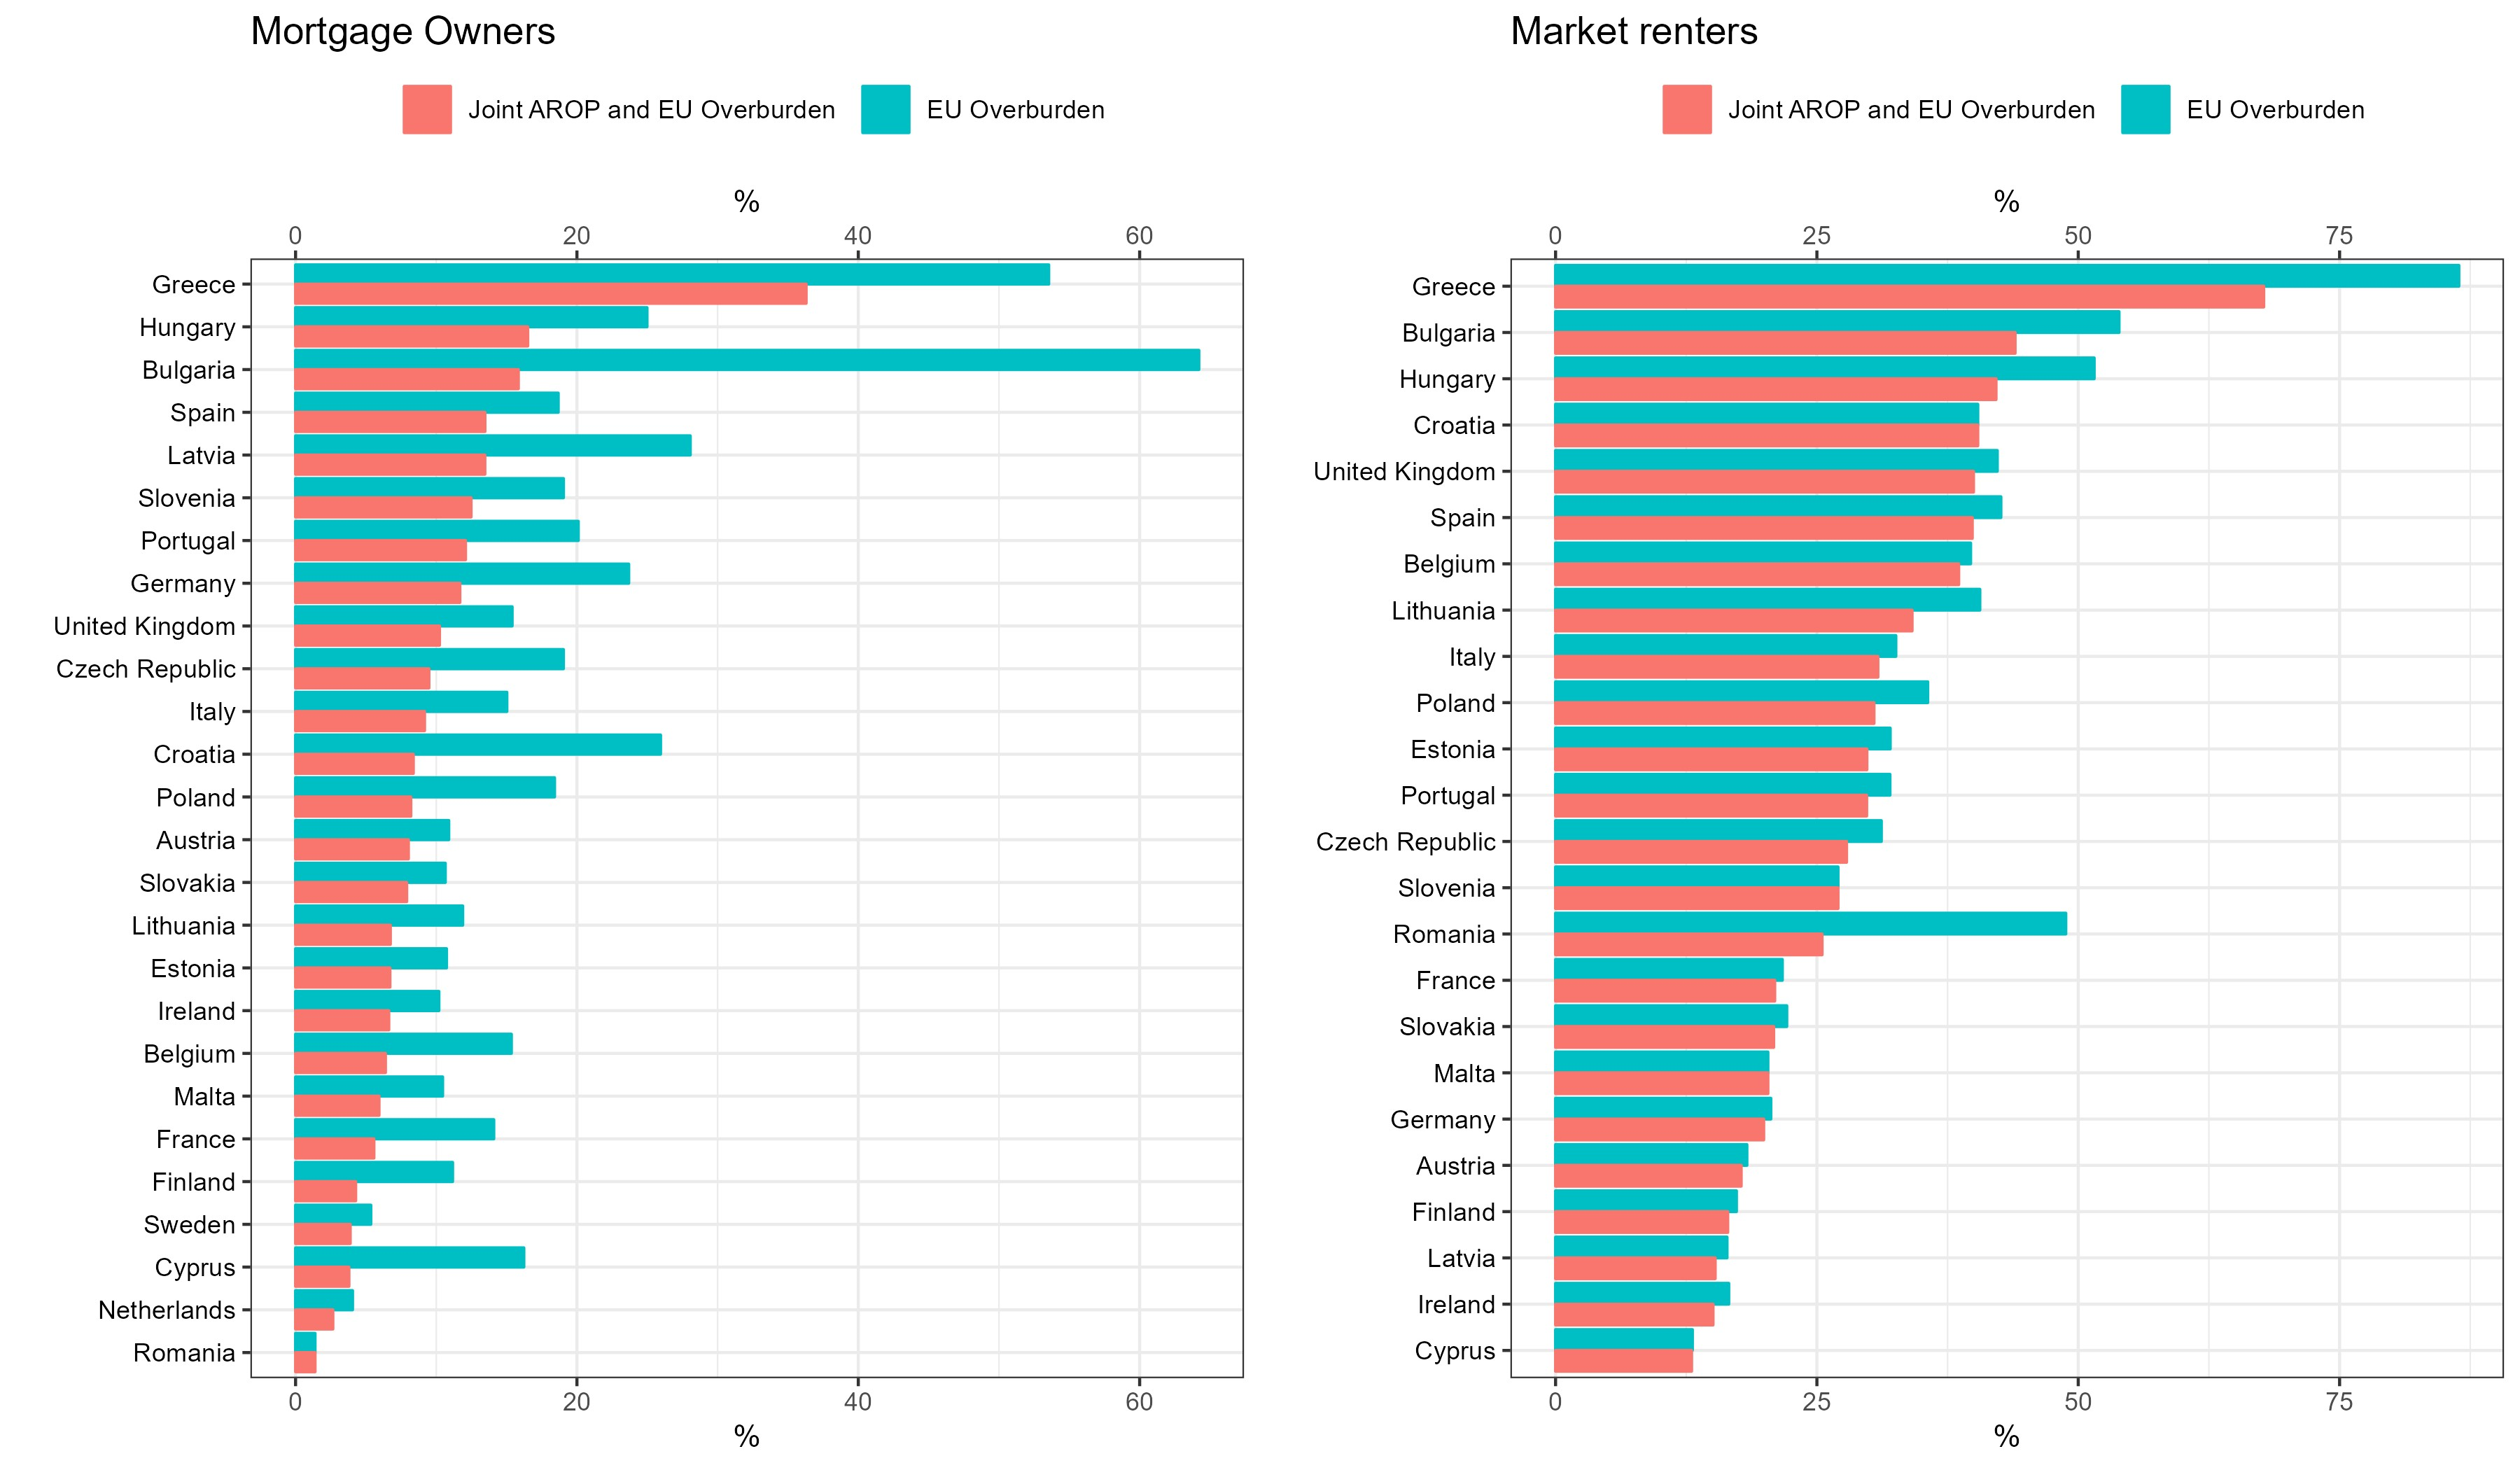 Mortgage Owners
Joint AROP and EU Overburden EU Overburden
%
0 20 40 60
Greece
Hungary
Bulgaria
Spain
Latvia
Slovenia
Portugal
Germany
United Kingdom
Czech Republic
Italy
Croatia
Poland
Austria
Slovakia
Lithuania
Estonia
Ireland
Belgium
Malta
France
Finland
Sweden
Cyprus
Netherlands
Romania
0 20 40 60
%
Market renters
Joint AROP and EU Overburden EU Overburden
%
0 25 50 75
Greece
Bulgaria
Hungary
Croatia
United Kingdom
Spain
Belgium
Lithuania
Italy
Poland
Estonia
Portugal
Czech Republic
Slovenia
Romania
France
Slovakia
Malta
Germany
Austria
Finland
Latvia
Ireland
Cyprus
0 25 50 75
%